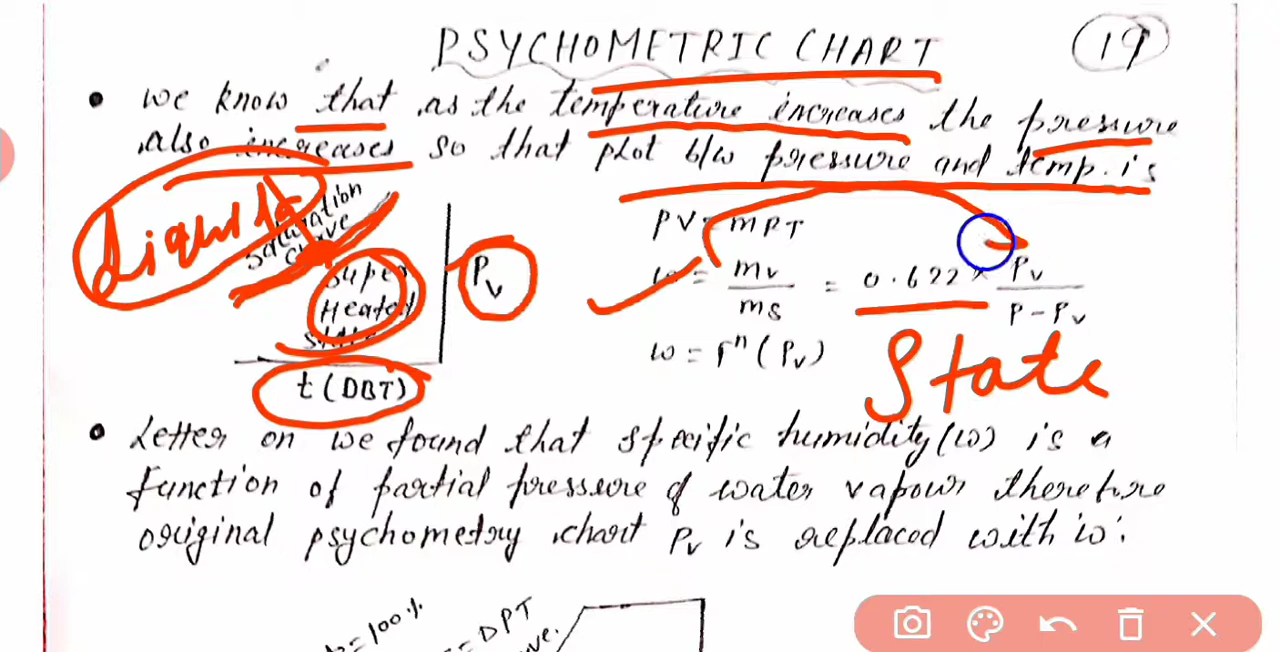 PSYCHOMETRIC CHART
19
• We know that as the temperature increases the pressure
also increases so that plot b/w pressure and temp. is
Liquid
Saturation
Curve
Super
Heated
State
Pv
t (DBT)
PV = mRT
ω = mv / ms = 0.622 × Pv / P - Pv
ω = fⁿ (Pv)
State
• Letter on we found that specific humidity (ω) is a
function of partial pressure of water vapour therefore
original psychometry chart Pv is replaced with ω.
= 100%
= DPT